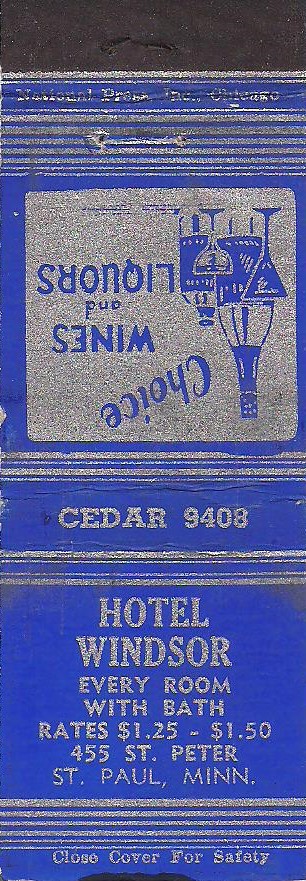 National Press, Inc., Chicago
Choice
WINES
and
LIQUORS
CEDAR 9408
HOTEL
WINDSOR
EVERY ROOM
WITH BATH
RATES $1.25 - $1.50
455 ST. PETER
ST. PAUL, MINN.
Close Cover For Safety